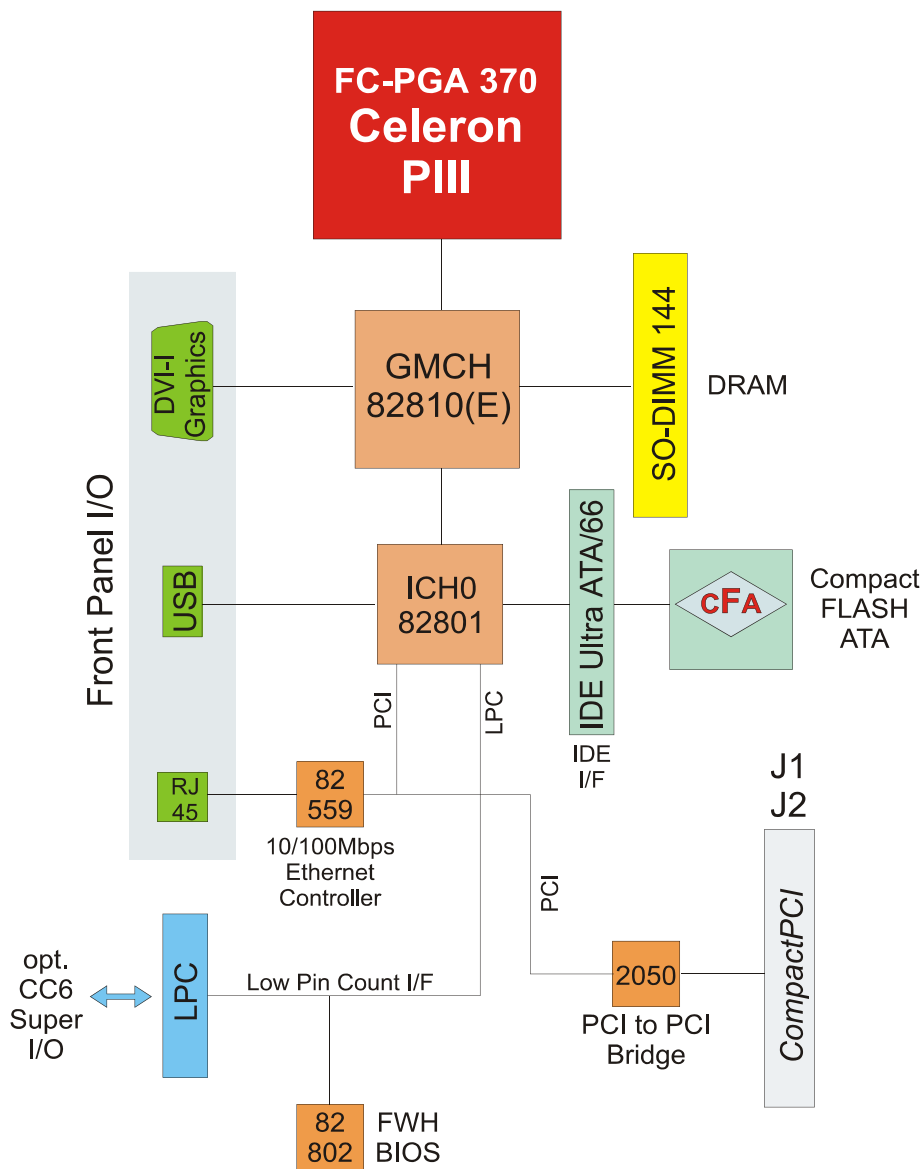 FC-PGA 370
Celeron
PIII
Front Panel I/O
DVI-I
Graphics
GMCH
82810(E)
SO-DIMM 144
DRAM
USB
ICH0
82801
IDE Ultra ATA/66
IDE
I/F
CFA
Compact
FLASH
ATA
PCI
LPC
RJ
45
82
559
10/100Mbps
Ethernet
Controller
PCI
J1
J2
CompactPCI
2050
PCI to PCI
Bridge
opt.
CC6
Super
I/O
LPC
Low Pin Count I/F
82
802
FWH
BIOS